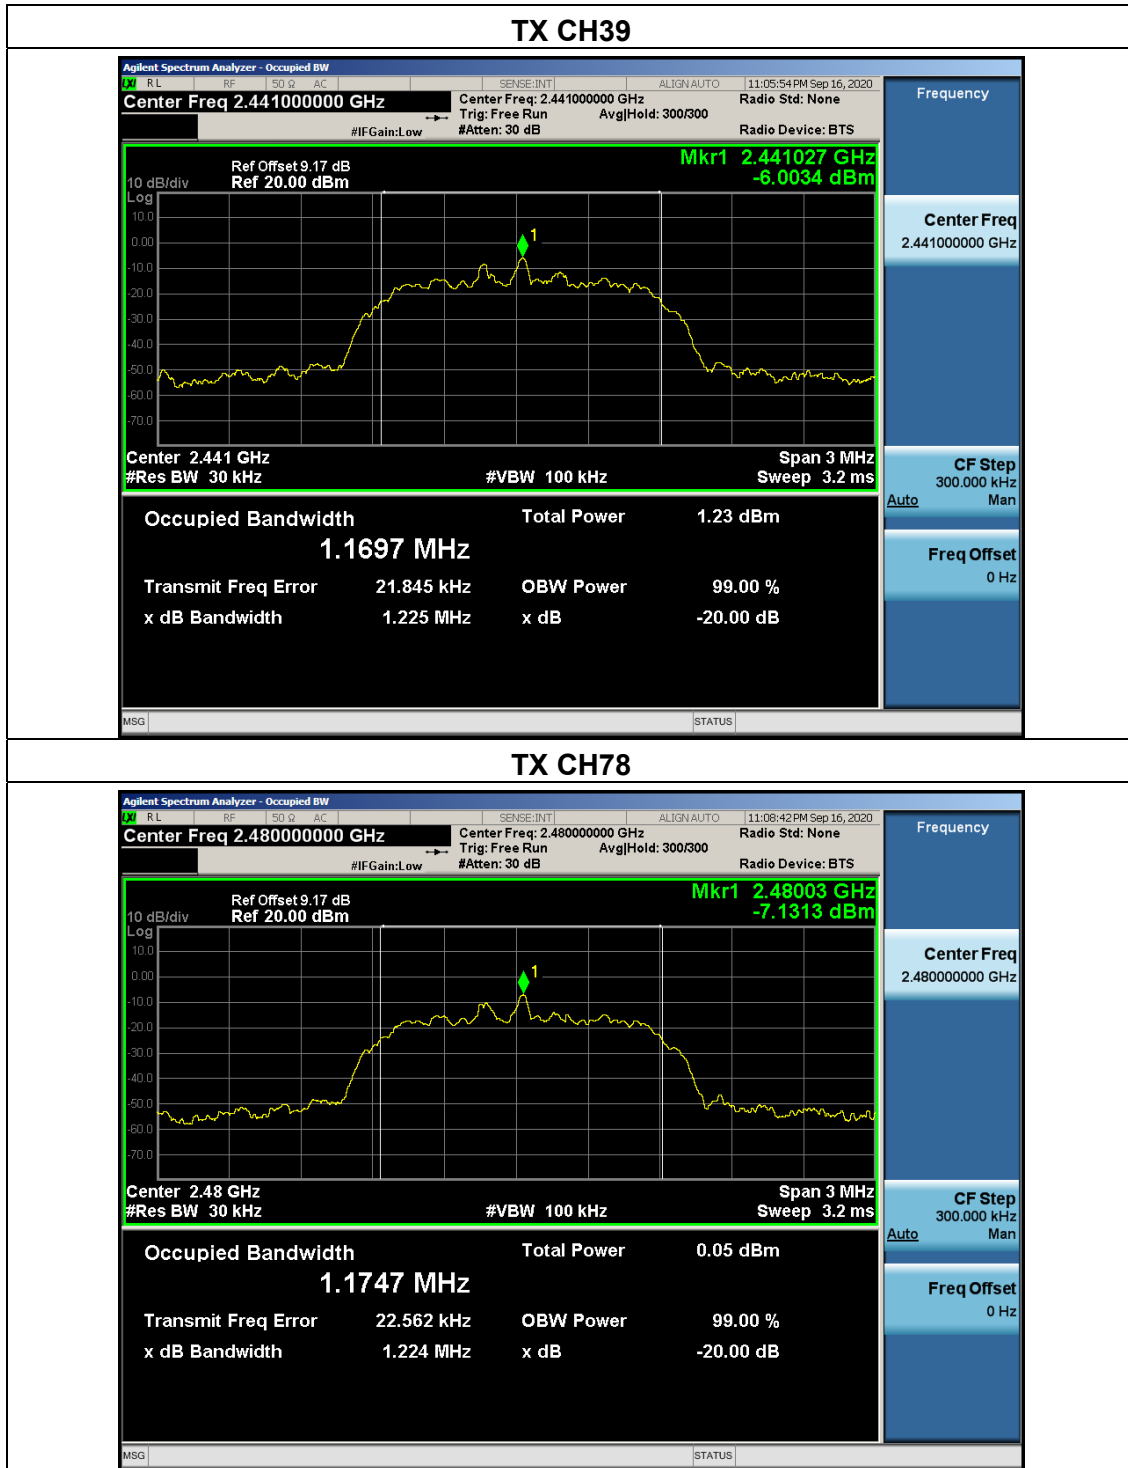 TX CH39
Agilent Spectrum Analyzer - Occupied BW
LXI RL RF 50 Ω AC SENSE:INT ALIGN AUTO 11:05:54 PM Sep 16, 2020
Center Freq 2.441000000 GHz
Center Freq: 2.441000000 GHz Radio Std: None
Trig: Free Run Avg|Hold: 300/300
#IFGain:Low #Atten: 30 dB Radio Device: BTS
Frequency
Mkr1 2.441027 GHz
-6.0034 dBm
Ref Offset 9.17 dB
10 dB/div Ref 20.00 dBm
Log
10.0
0.00
-10.0
-20.0
-30.0
-40.0
-50.0
-60.0
-70.0
1
Center Freq
2.441000000 GHz
Center 2.441 GHz Span 3 MHz
#Res BW 30 kHz #VBW 100 kHz Sweep 3.2 ms
CF Step
300.000 kHz
Auto Man
Occupied Bandwidth Total Power 1.23 dBm
1.1697 MHz
Transmit Freq Error 21.845 kHz OBW Power 99.00 %
x dB Bandwidth 1.225 MHz x dB -20.00 dB
Freq Offset
0 Hz
MSG STATUS
TX CH78
Agilent Spectrum Analyzer - Occupied BW
LXI RL RF 50 Ω AC SENSE:INT ALIGN AUTO 11:08:42 PM Sep 16, 2020
Center Freq 2.480000000 GHz
Center Freq: 2.480000000 GHz Radio Std: None
Trig: Free Run Avg|Hold: 300/300
#IFGain:Low #Atten: 30 dB Radio Device: BTS
Frequency
Mkr1 2.48003 GHz
-7.1313 dBm
Ref Offset 9.17 dB
10 dB/div Ref 20.00 dBm
Log
10.0
0.00
-10.0
-20.0
-30.0
-40.0
-50.0
-60.0
-70.0
1
Center Freq
2.480000000 GHz
Center 2.48 GHz Span 3 MHz
#Res BW 30 kHz #VBW 100 kHz Sweep 3.2 ms
CF Step
300.000 kHz
Auto Man
Occupied Bandwidth Total Power 0.05 dBm
1.1747 MHz
Transmit Freq Error 22.562 kHz OBW Power 99.00 %
x dB Bandwidth 1.224 MHz x dB -20.00 dB
Freq Offset
0 Hz
MSG STATUS